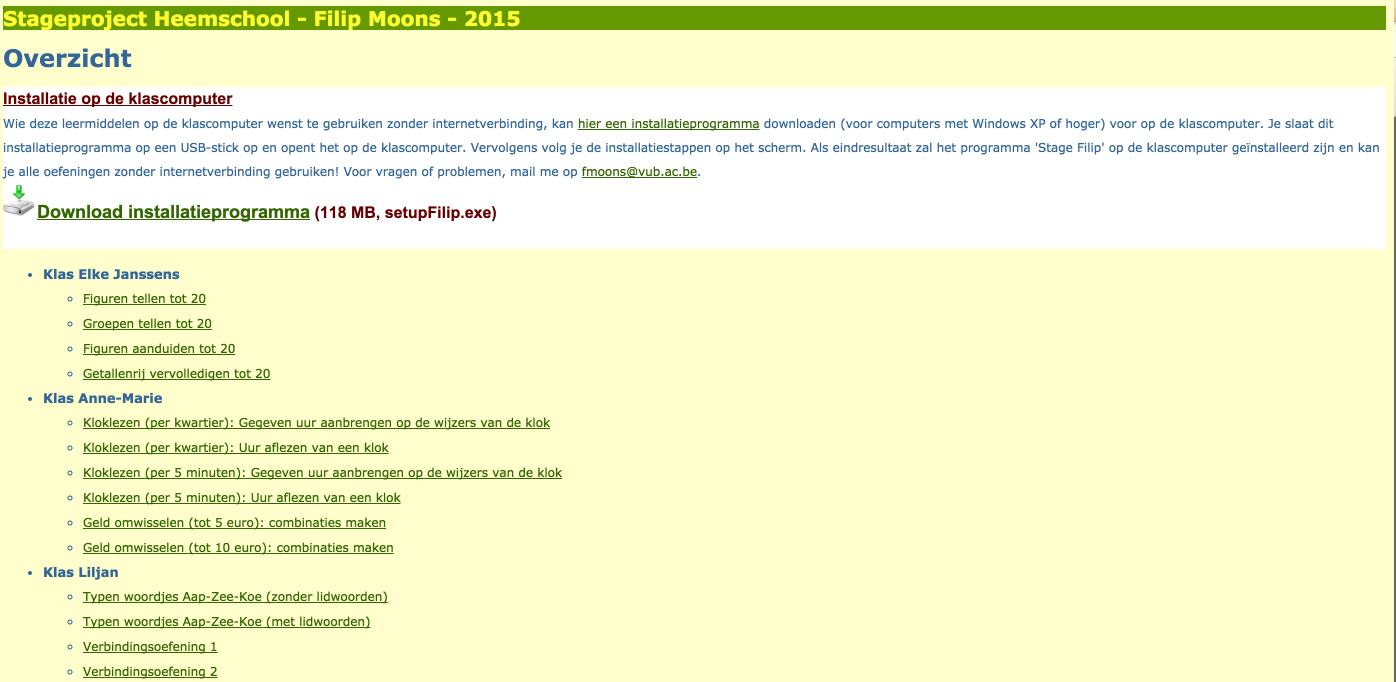 Stageproject Heemschool - Filip Moons - 2015
Overzicht
Installatie op de klascomputer
Wie deze leermiddelen op de klascomputer wenst te gebruiken zonder internetverbinding, kan hier een installatieprogramma downloaden (voor computers met Windows XP of hoger) voor op de klascomputer. Je slaat dit
installatieprogramma op een USB-stick op en opent het op de klascomputer. Vervolgens volg je de installatiestappen op het scherm. Als eindresultaat zal het programma 'Stage Filip' op de klascomputer geïnstalleerd zijn en kan
je alle oefeningen zonder internetverbinding gebruiken! Voor vragen of problemen, mail me op fmoons@vub.ac.be.
Download installatieprogramma (118 MB, setupFilip.exe)
Klas Elke Janssens
Figuren tellen tot 20
Groepen tellen tot 20
Figuren aanduiden tot 20
Getallenrij vervolledigen tot 20
Klas Anne-Marie
Kloklezen (per kwartier): Gegeven uur aanbrengen op de wijzers van de klok
Kloklezen (per kwartier): Uur aflezen van een klok
Kloklezen (per 5 minuten): Gegeven uur aanbrengen op de wijzers van de klok
Kloklezen (per 5 minuten): Uur aflezen van een klok
Geld omwisselen (tot 5 euro): combinaties maken
Geld omwisselen (tot 10 euro): combinaties maken
Klas Liljan
Typen woordjes Aap-Zee-Koe (zonder lidwoorden)
Typen woordjes Aap-Zee-Koe (met lidwoorden)
Verbindingsoefening 1
Verbindingsoefening 2